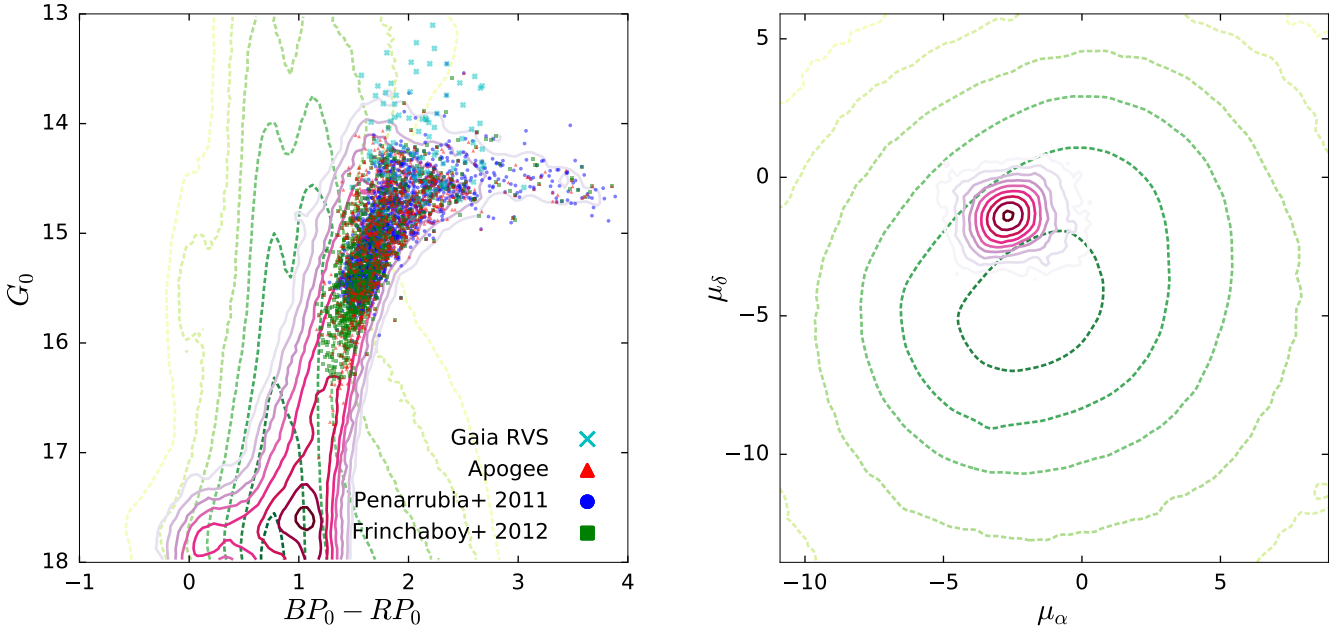 13
14
15
16
17
18
G₀
−1
0
1
2
3
4
BP₀ − RP₀
Gaia RVS
Apogee
Penarrubia+ 2011
Frinchaboy+ 2012
5
0
−5
−10
μδ
−10
−5
0
5
μα